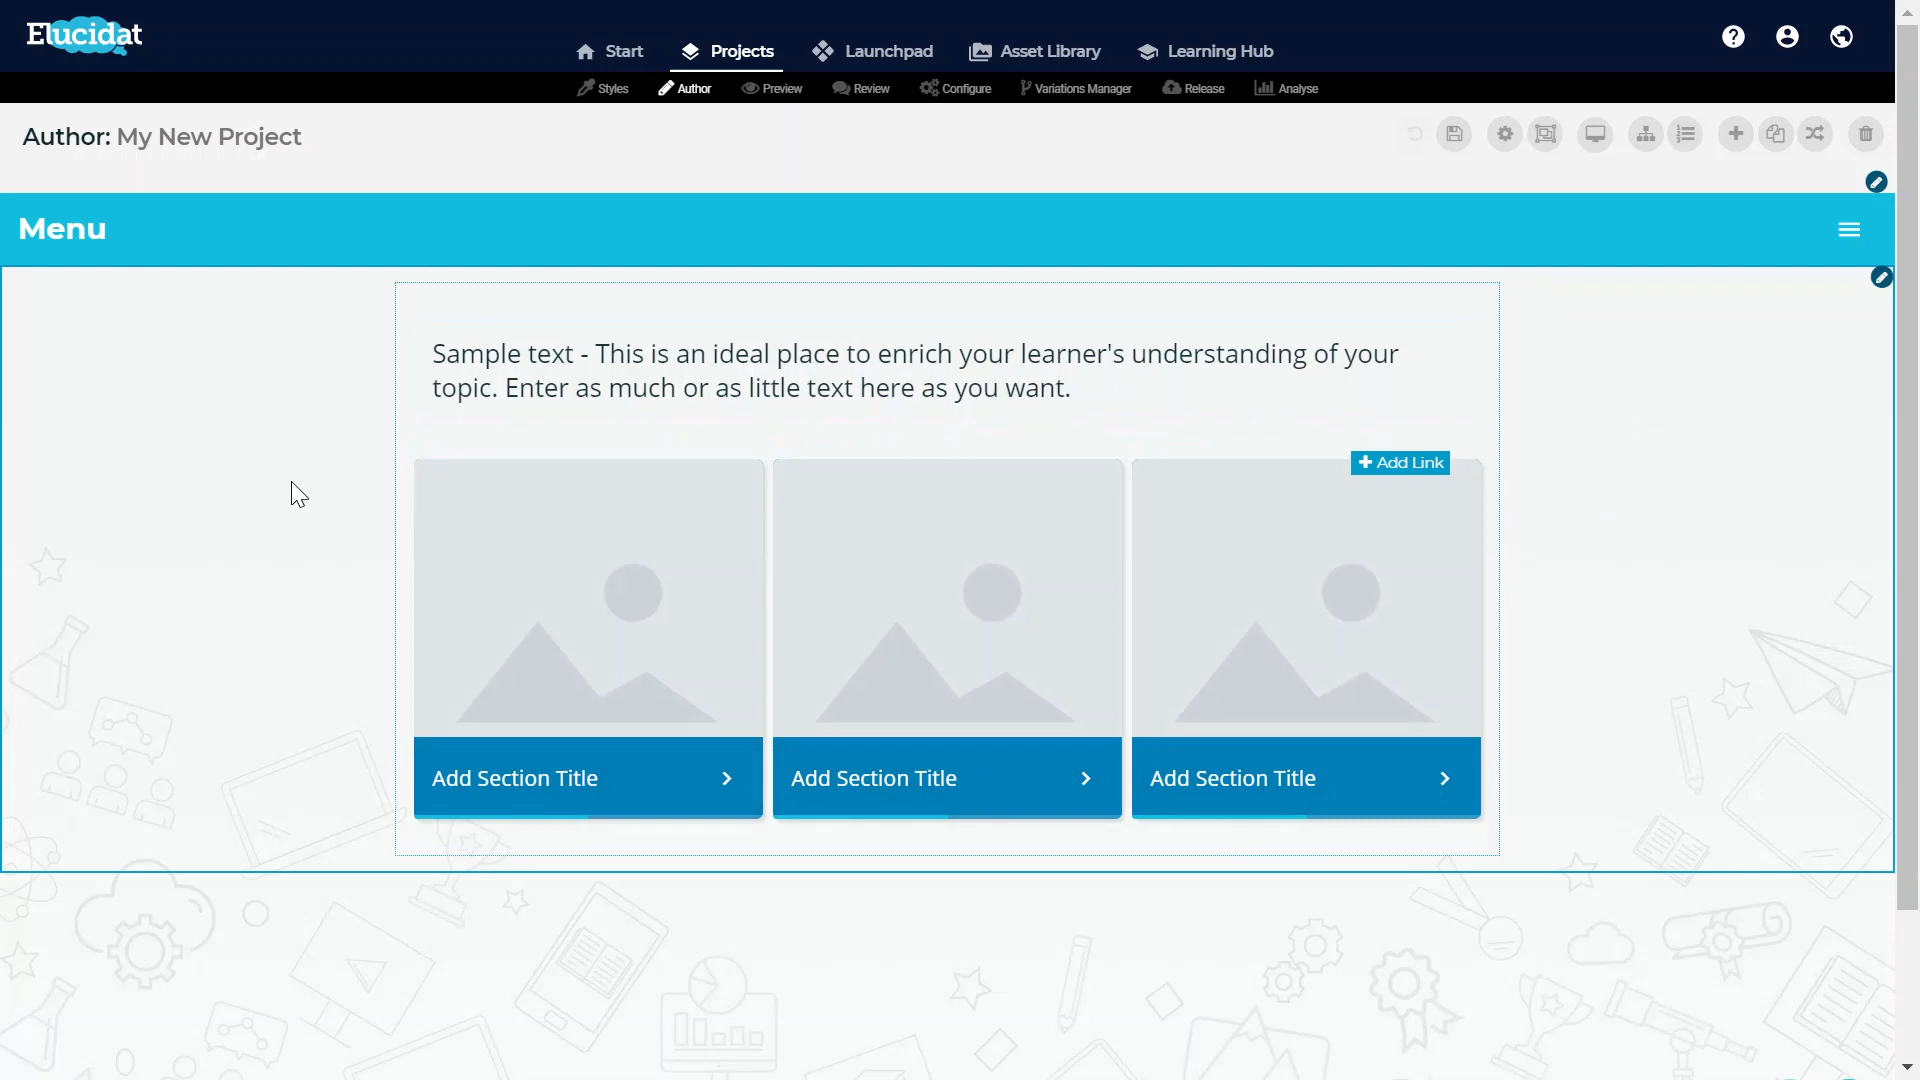 Elucidat
Start
Projects
Launchpad
Asset Library
Learning Hub
Styles
Author
Preview
Review
Configure
Variations Manager
Release
Analyse
Author: My New Project
Menu
Sample text - This is an ideal place to enrich your learner's understanding of your
topic. Enter as much or as little text here as you want.
Add Link
Add Section Title
Add Section Title
Add Section Title